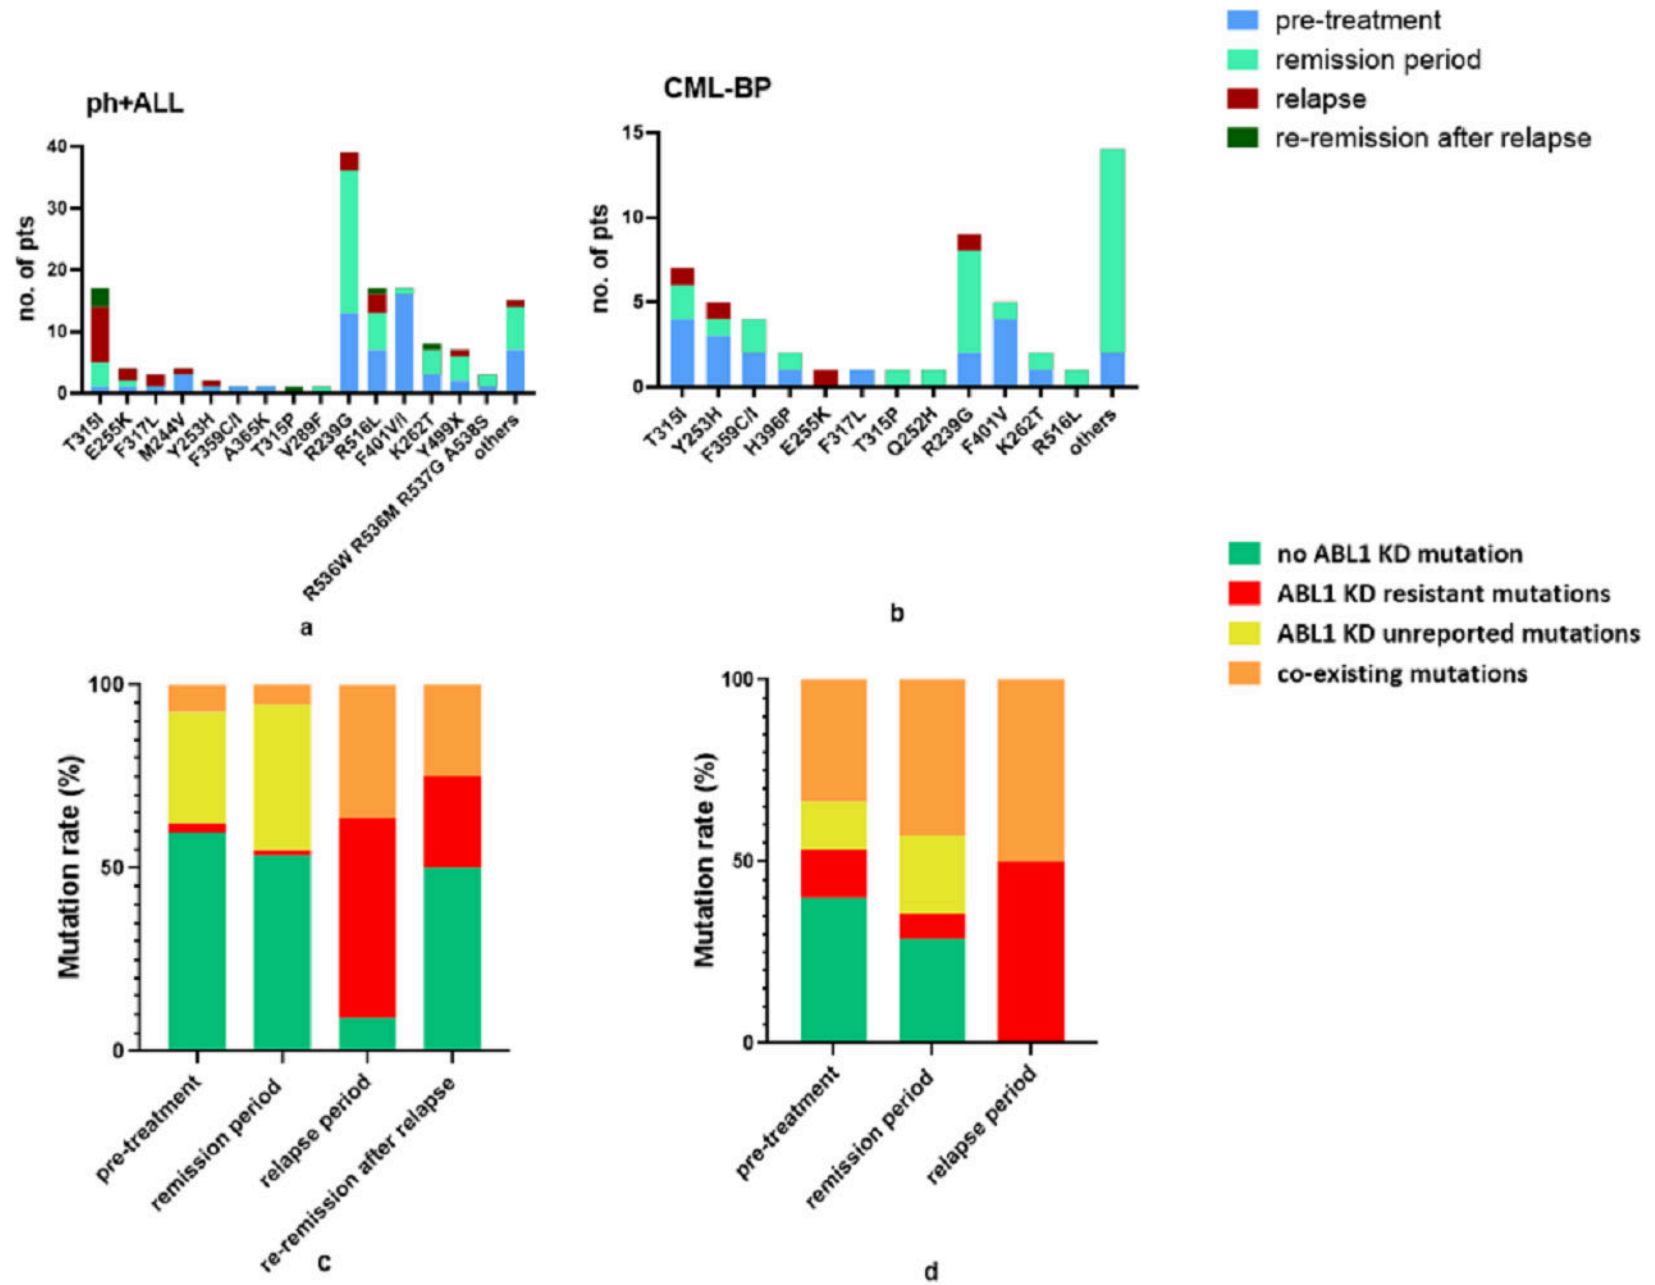 pre-treatment
remission period
relapse
re-remission after relapse
ph+ALL
no. of pts
40
30
20
10
0
T315I
E255K
F317L
M244V
Y253H
F359C/I
A365K
T315P
V289F
R239G
R516L
F401V/I
K262T
Y499X
R536W R536M R537G A538S
others
a
CML-BP
no. of pts
15
10
5
0
T315I
Y253H
F359C/I
H396P
E255K
F317L
T315P
Q252H
R239G
F401V
K262T
R516L
others
b
no ABL1 KD mutation
ABL1 KD resistant mutations
ABL1 KD unreported mutations
co-existing mutations
Mutation rate (%)
100
50
0
pre-treatment
remission period
relapse period
re-remission after relapse
c
Mutation rate (%)
100
50
0
pre-treatment
remission period
relapse period
d